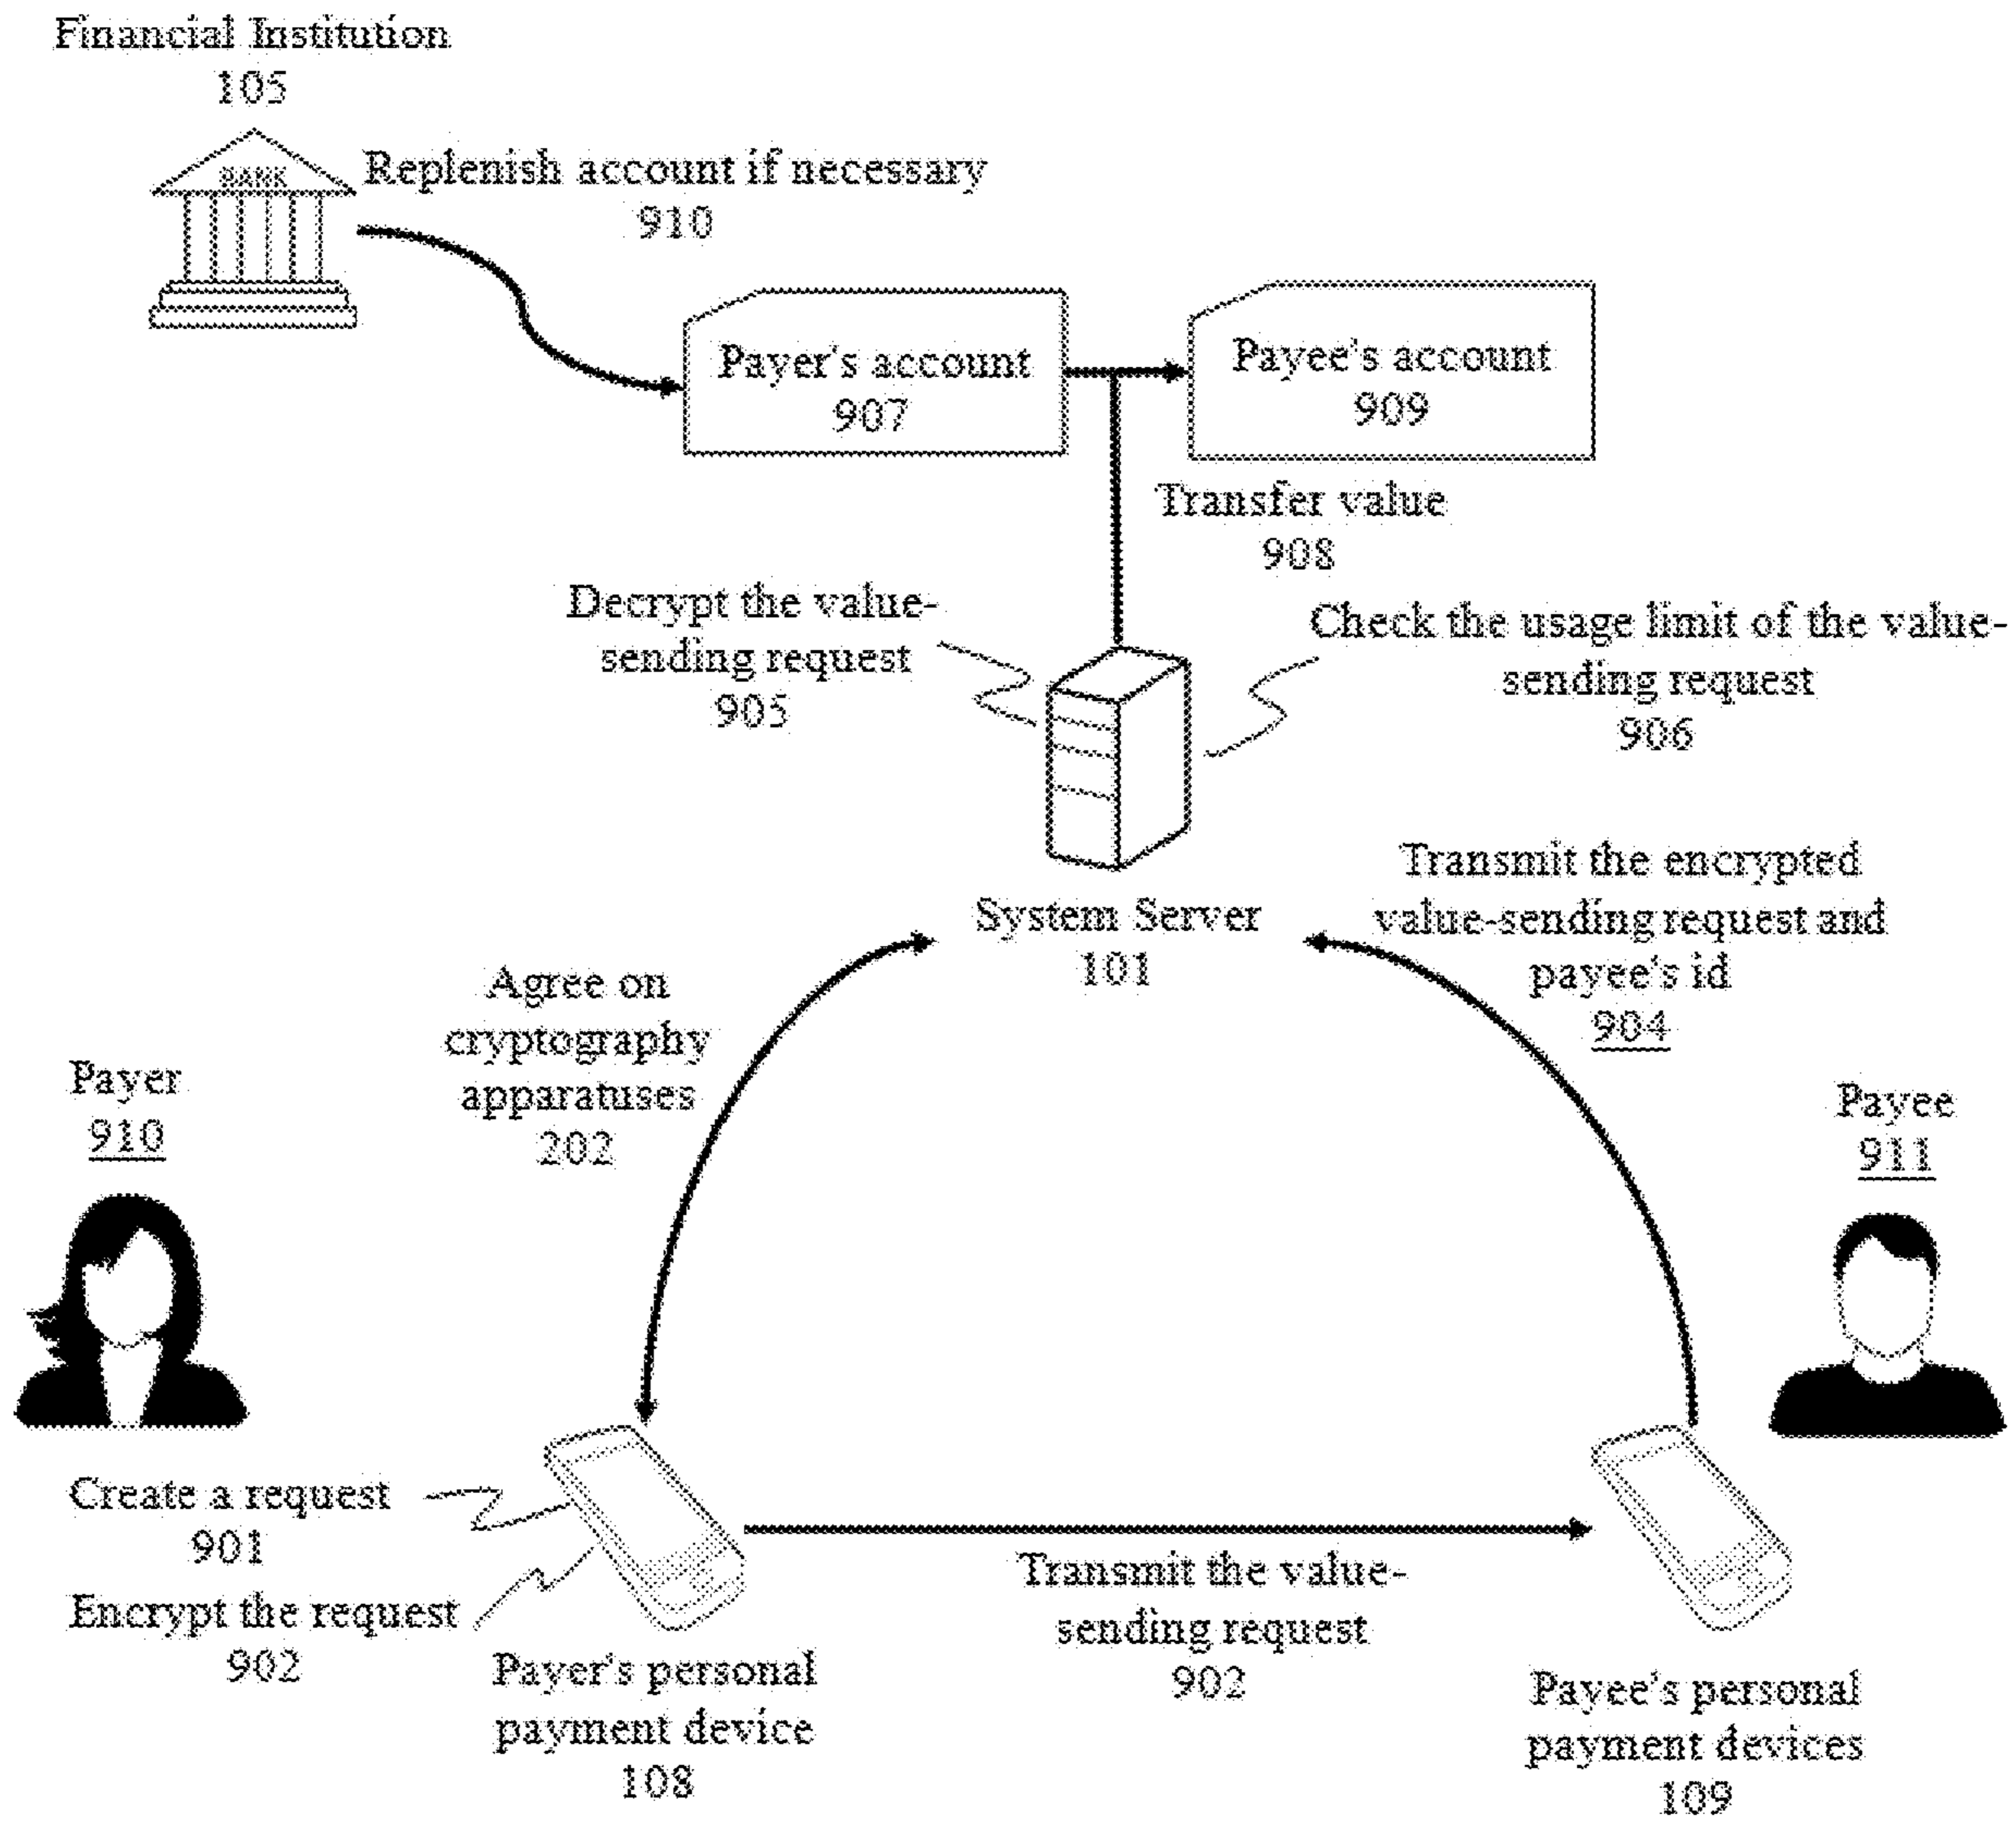 Financial Institution
105
BANK
Replenish account if necessary
910
Payer's account
907
Payee's account
909
Transfer value
908
Decrypt the value-
sending request
905
Check the usage limit of the value-
sending request
906
System Server
101
Transmit the encrypted
value-sending request and
payee's id
904
Agree on
cryptography
apparatuses
202
Payer
910
Payee
911
Create a request
901
Encrypt the request
902
Transmit the value-
sending request
902
Payer's personal
payment device
108
Payee's personal
payment devices
109